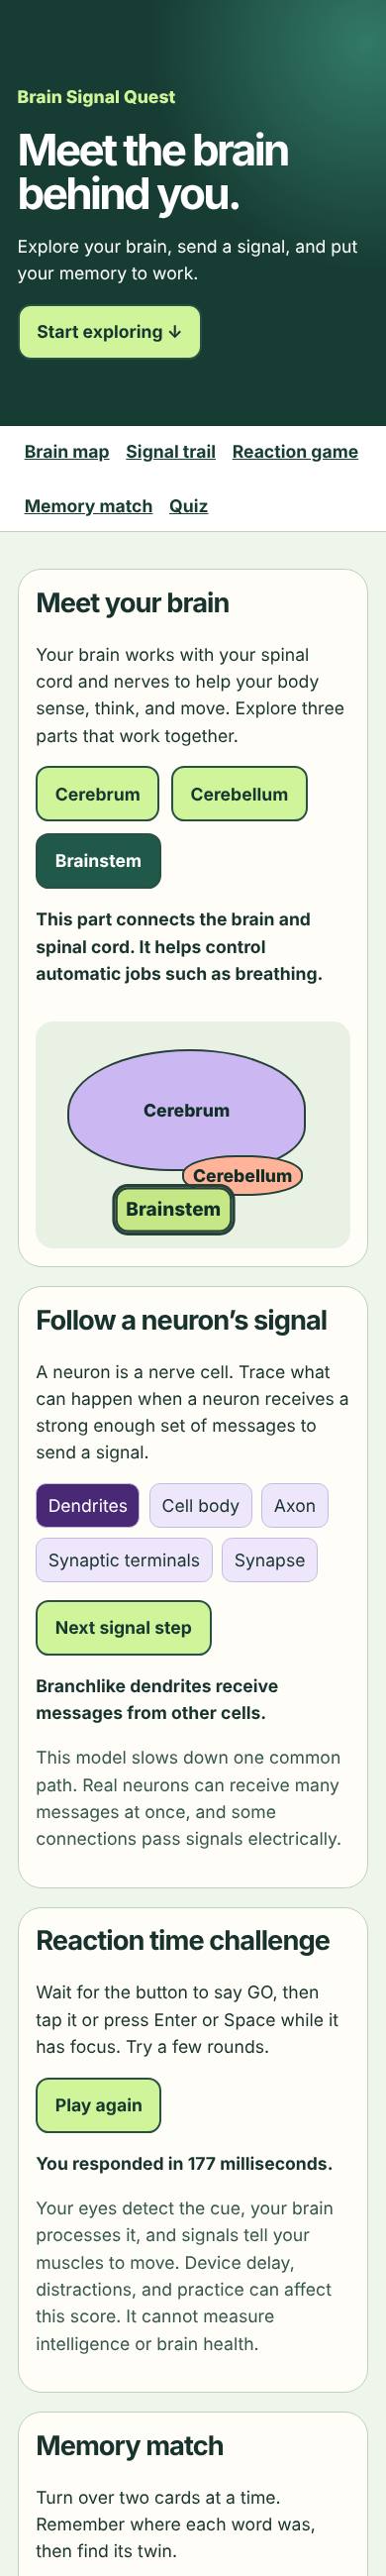 Brain Signal Quest
Meet the brain
behind you.
Explore your brain, send a signal, and put
your memory to work.
Start exploring ↓
Brain map Signal trail Reaction game
Memory match Quiz
Meet your brain
Your brain works with your spinal
cord and nerves to help your body
sense, think, and move. Explore three
parts that work together.
Cerebrum Cerebellum
Brainstem
This part connects the brain and
spinal cord. It helps control
automatic jobs such as breathing.
Cerebrum
Cerebellum
Brainstem
Follow a neuron’s signal
A neuron is a nerve cell. Trace what
can happen when a neuron receives a
strong enough set of messages to
send a signal.
Dendrites Cell body Axon
Synaptic terminals Synapse
Next signal step
Branchlike dendrites receive
messages from other cells.
This model slows down one common
path. Real neurons can receive many
messages at once, and some
connections pass signals electrically.
Reaction time challenge
Wait for the button to say GO, then
tap it or press Enter or Space while it
has focus. Try a few rounds.
Play again
You responded in 177 milliseconds.
Your eyes detect the cue, your brain
processes it, and signals tell your
muscles to move. Device delay,
distractions, and practice can affect
this score. It cannot measure
intelligence or brain health.
Memory match
Turn over two cards at a time.
Remember where each word was,
then find its twin.